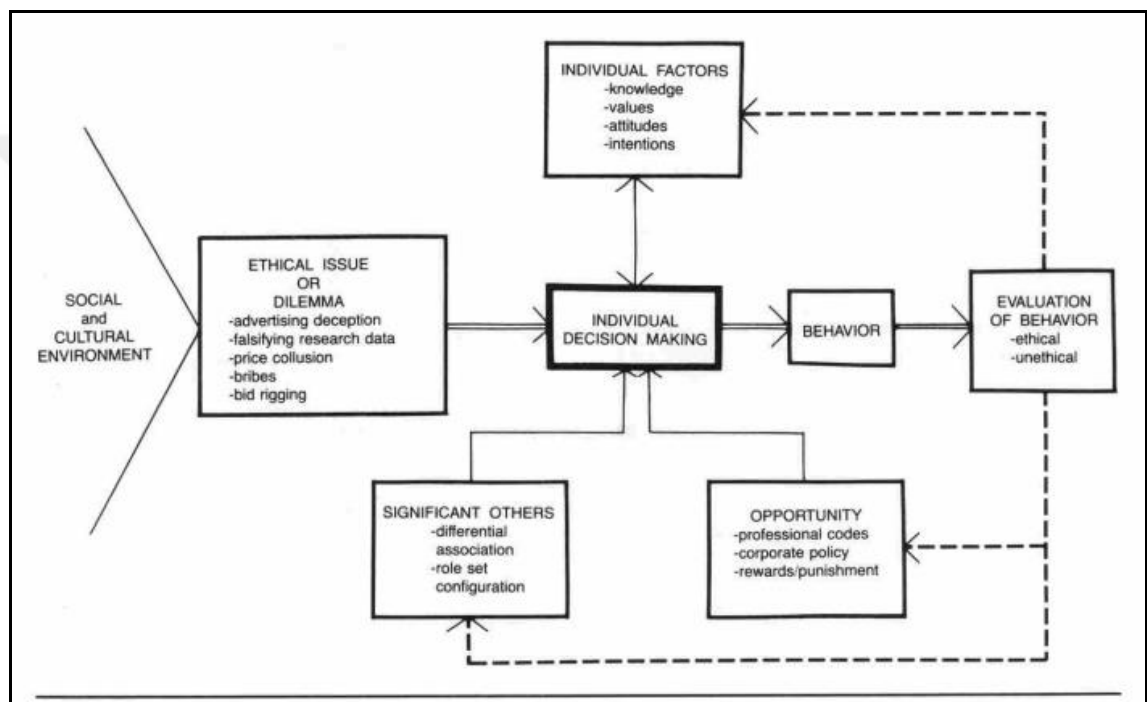 INDIVIDUAL FACTORS
-knowledge
-values
-attitudes
-intentions
SOCIAL
and
CULTURAL
ENVIRONMENT
ETHICAL ISSUE
OR
DILEMMA
-advertising deception
-falsifying research data
-price collusion
-bribes
-bid rigging
INDIVIDUAL
DECISION MAKING
BEHAVIOR
EVALUATION
OF BEHAVIOR
-ethical
-unethical
SIGNIFICANT OTHERS
-differential
association
-role set
configuration
OPPORTUNITY
-professional codes
-corporate policy
-rewards/punishment